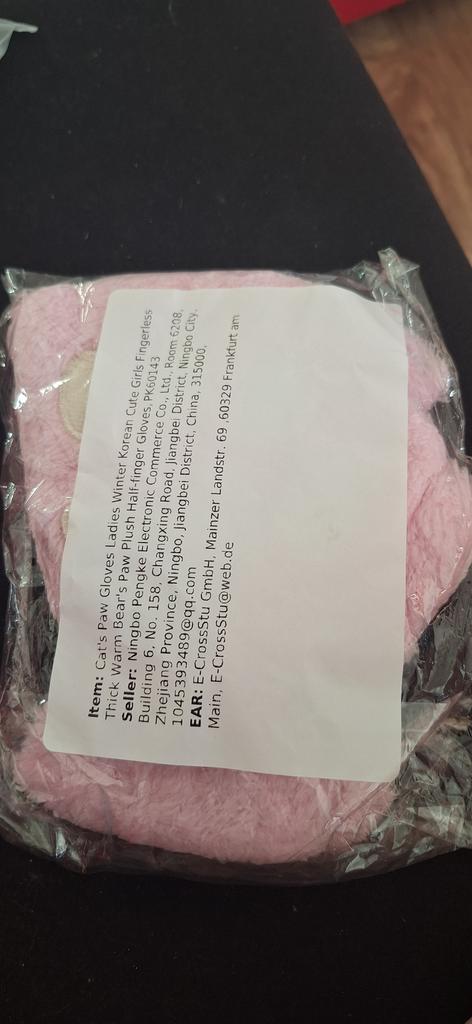 Item: Cat's Paw Gloves Ladies Winter Korean Cute Girls Fingerless
Thick Warm Bear's Paw Plush Half-finger Gloves, PK60143
Seller: Ningbo Pengke Electronic Commerce Co., Ltd., Room 6208,
Building 6, No. 158, Changxing Road, Jiangbei District, Ningbo City,
Zhejiang Province, Ningbo, Jiangbei District, China, 315000,
1045393489@qq.com
EAR: E-CrossStu GmbH, Mainzer Landstr. 69 ,60329 Frankfurt am
Main, E-CrossStu@web.de